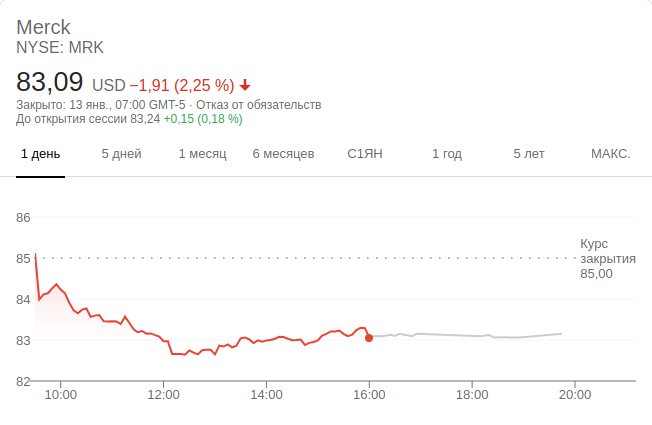 Merck
NYSE: MRK
83,09 USD −1,91 (2,25 %)
Закрыто: 13 янв., 07:00 GMT-5 · Отказ от обязательств
До открытия сессии 83,24 +0,15 (0,18 %)
1 день 5 дней 1 месяц 6 месяцев С1ЯН 1 год 5 лет МАКС.
86
85
84
83
82
Курс
закрытия
85,00
10:00 12:00 14:00 16:00 18:00 20:00